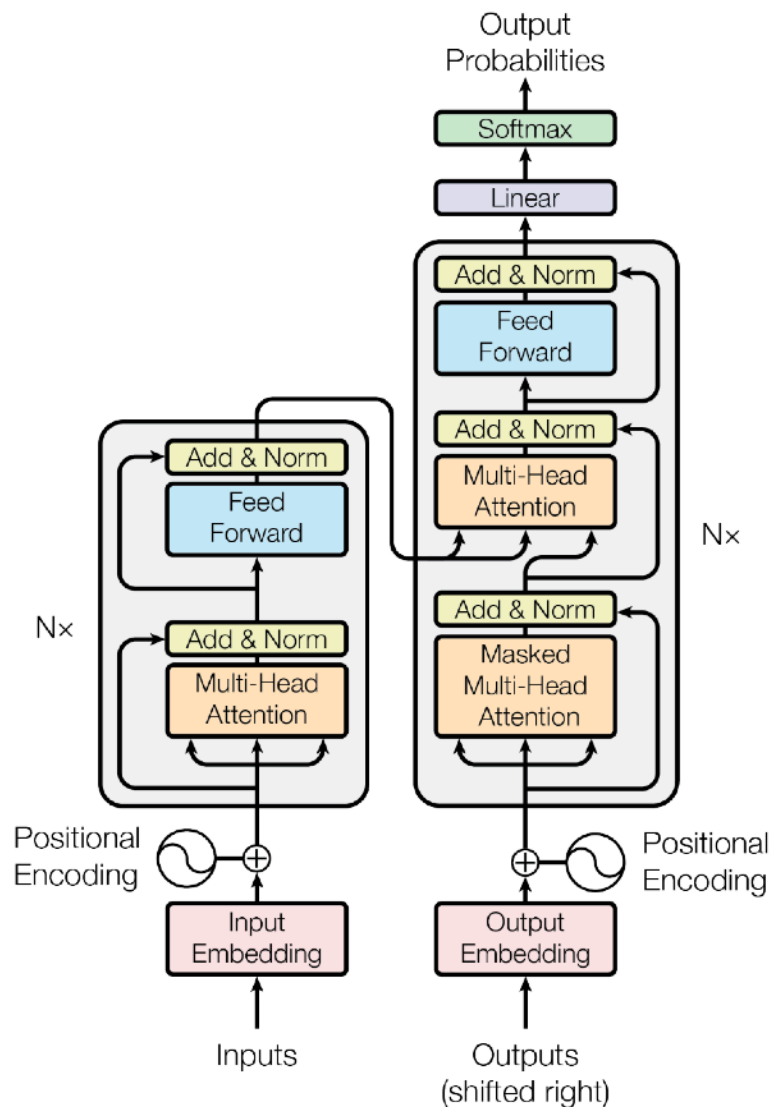 Output
Probabilities
Softmax
Linear
Add & Norm
Feed
Forward
Add & Norm
Multi-Head
Attention
Add & Norm
Masked
Multi-Head
Attention
N×
Add & Norm
Feed
Forward
Add & Norm
Multi-Head
Attention
N×
Positional
Encoding
Positional
Encoding
Input
Embedding
Output
Embedding
Inputs
Outputs
(shifted right)